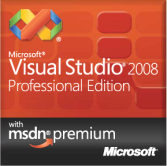 Microsoft®
Visual Studio® 2008
Professional Edition
with
msdn® premium
Microsoft